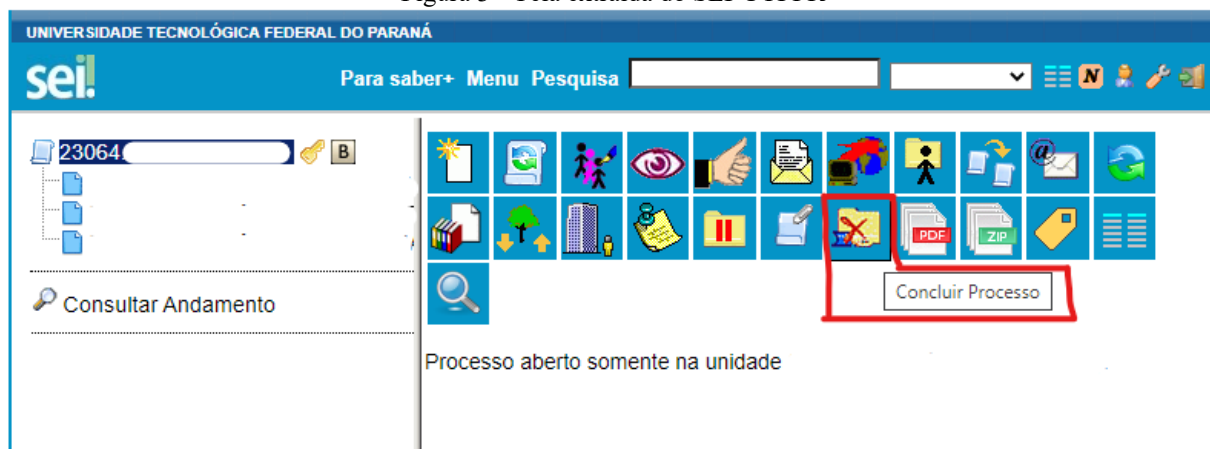 UNIVERSIDADE TECNOLÓGICA FEDERAL DO PARANÁ
sei!
Para saber+ Menu Pesquisa
N
23064
B
@
PDF
ZIP
Concluir Processo
Consultar Andamento
Processo aberto somente na unidade